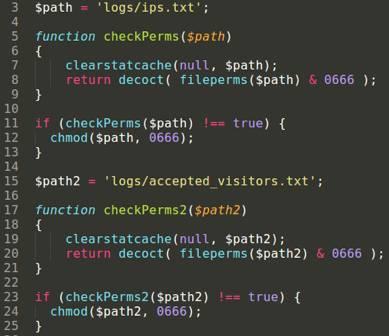 3 $path = 'logs/ips.txt';
4
5 function checkPerms($path)
6 {
7 clearstatcache(null, $path);
8 return decoct( fileperms($path) & 0666 );
9 }
10
11 if (checkPerms($path) !== true) {
12 chmod($path, 0666);
13 }
14
15 $path2 = 'logs/accepted_visitors.txt';
16
17 function checkPerms2($path2)
18 {
19 clearstatcache(null, $path2);
20 return decoct( fileperms($path2) & 0666 );
21 }
22
23 if (checkPerms2($path2) !== true) {
24 chmod($path2, 0666);
25 }